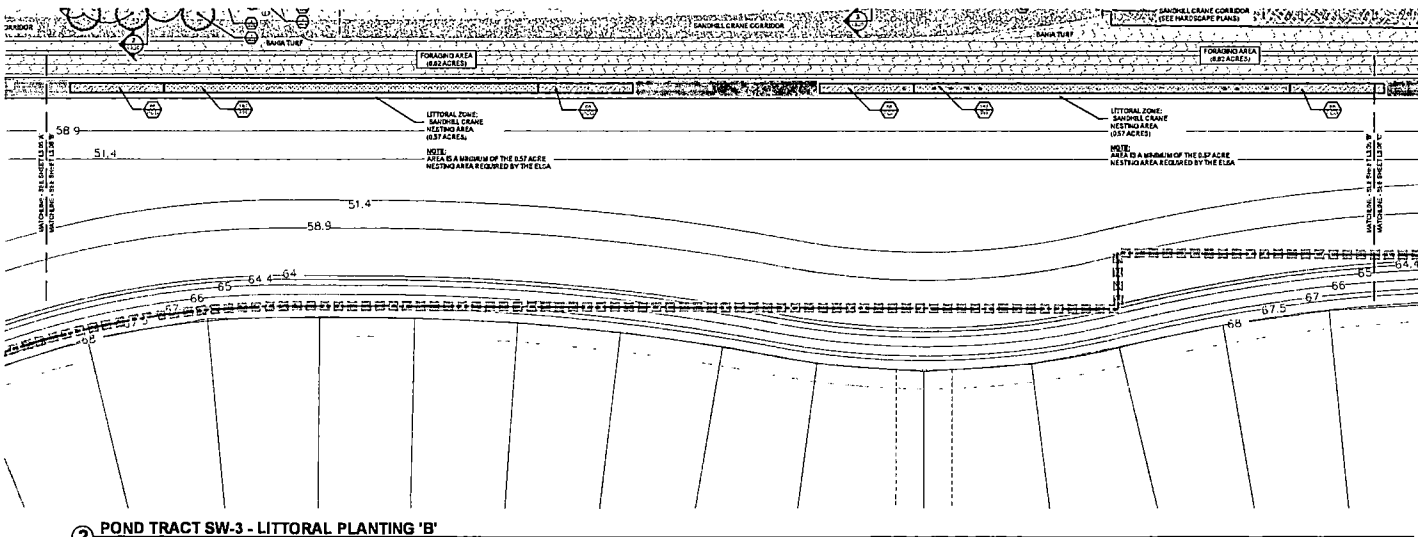 SANDHILL CRANE CORRIDOR
SANDHILL CRANE CORRIDOR
(SEE HARDSCAPE PLANS)
BAHIA TURF
BAHIA TURF
FORAGING AREA
(0.82 ACRES)
FORAGING AREA
(0.82 ACRES)
LITTORAL ZONE:
SANDHILL CRANE
NESTING AREA
(0.57 ACRES)
NOTE:
AREA IS A MINIMUM OF THE 0.57 ACRE
NESTING AREA REQUIRED BY THE ELSA
LITTORAL ZONE:
SANDHILL CRANE
NESTING AREA
(0.57 ACRES)
NOTE:
AREA IS A MINIMUM OF THE 0.57 ACRE
NESTING AREA REQUIRED BY THE ELSA
58.9
51.4
51.4
58.9
64
64.4
65
66
67
68
64.4
65
66
67
67.5
68
2 POND TRACT SW-3 - LITTORAL PLANTING 'B'